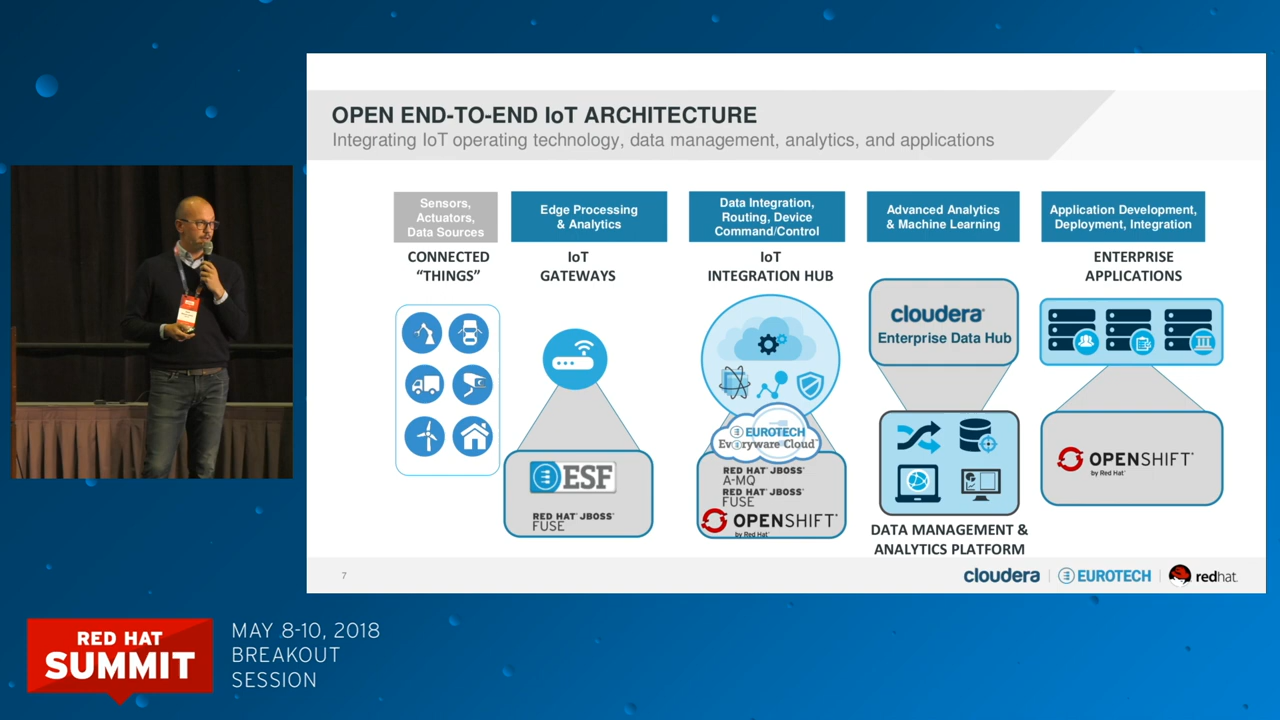 OPEN END-TO-END IoT ARCHITECTURE
Integrating IoT operating technology, data management, analytics, and applications
Sensors,
Actuators,
Data Sources
CONNECTED
“THINGS”
Edge Processing
& Analytics
IoT
GATEWAYS
ESF
RED HAT® JBOSS®
FUSE
Data Integration,
Routing, Device
Command/Control
IoT
INTEGRATION HUB
EUROTECH
Everyware Cloud™
RED HAT® JBOSS®
A-MQ
RED HAT® JBOSS®
FUSE
OPENSHIFT®
by Red Hat®
Advanced Analytics
& Machine Learning
cloudera®
Enterprise Data Hub
DATA MANAGEMENT &
ANALYTICS PLATFORM
Application Development,
Deployment, Integration
ENTERPRISE
APPLICATIONS
OPENSHIFT®
by Red Hat®
7
cloudera
EUROTECH
redhat.
RED HAT
SUMMIT
MAY 8-10, 2018
BREAKOUT
SESSION